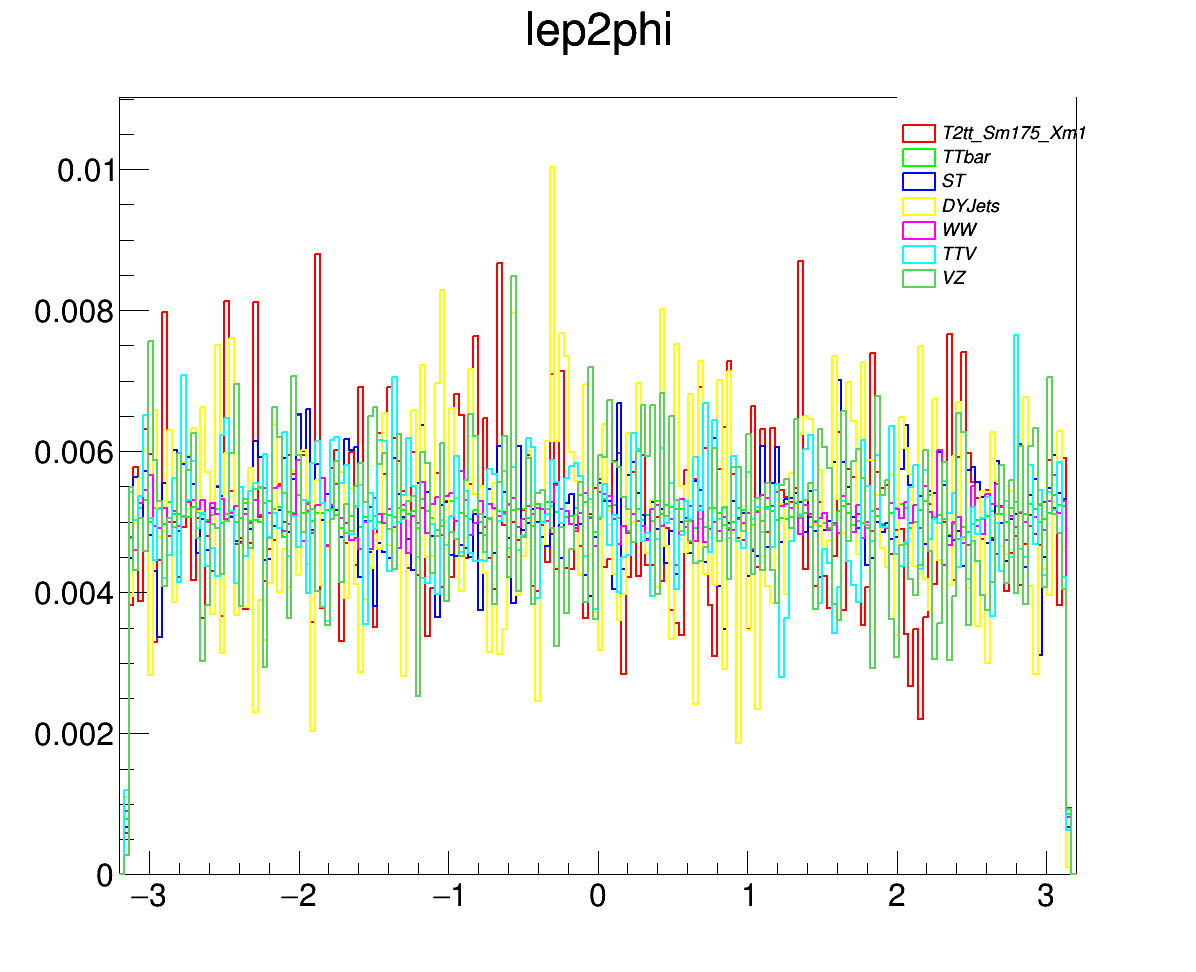 lep2phi
T2tt_Sm175_Xm1
TTbar
ST
DYJets
WW
TTV
VZ
0.01
0.008
0.006
0.004
0.002
0
−3 −2 −1 0 1 2 3